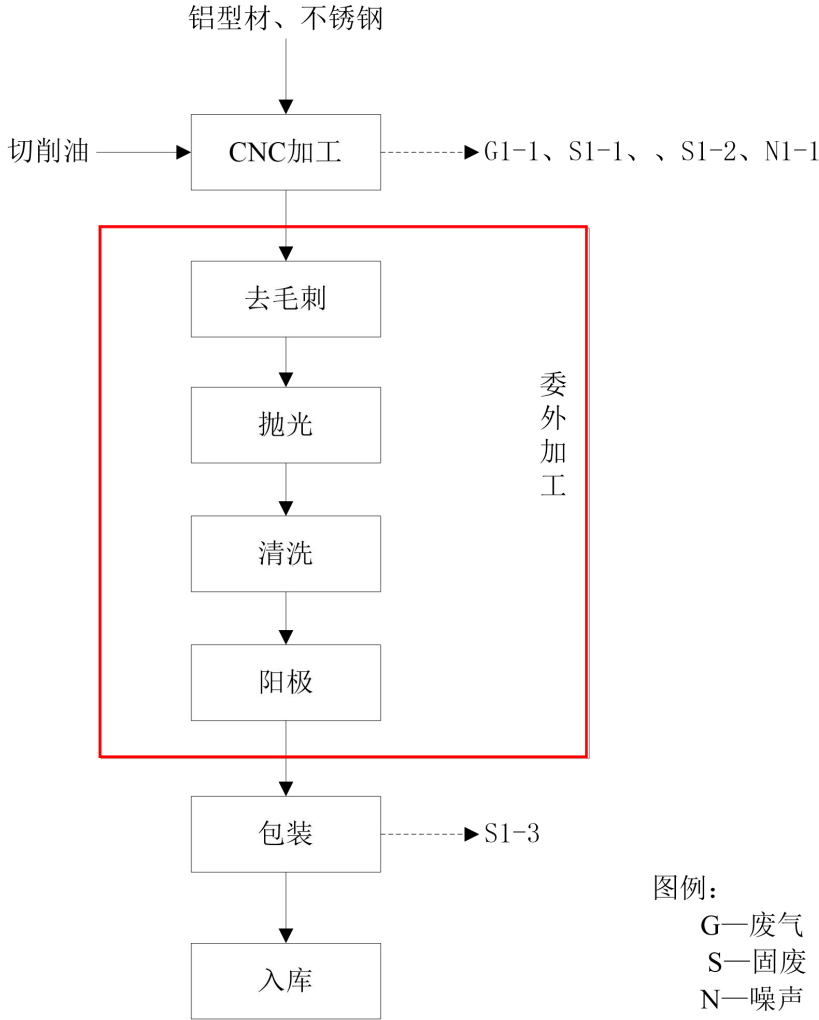 铝型材、不锈钢
切削油
CNC加工
G1-1、S1-1、、S1-2、N1-1
去毛刺
抛光
清洗
阳极
委外加工
包装
S1-3
入库
图例：
G—废气
S—固废
N—噪声